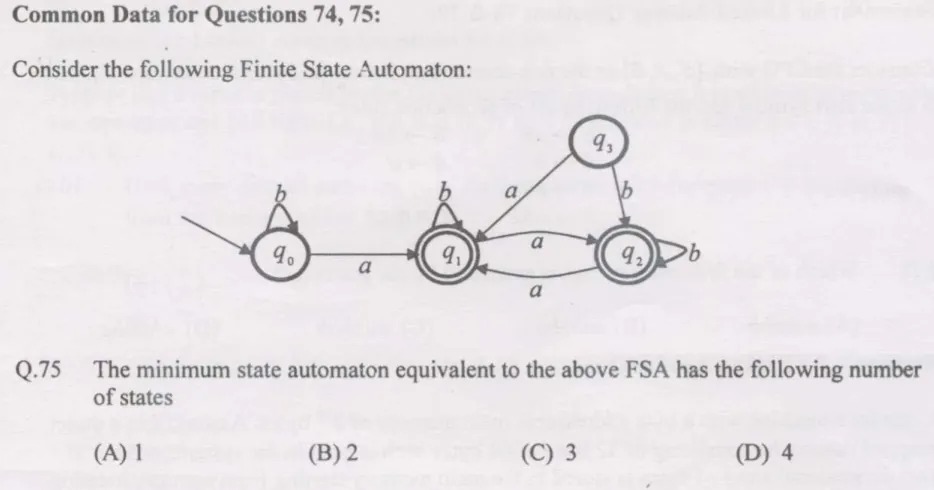 Common Data for Questions 74, 75:
Consider the following Finite State Automaton:
q₃
b
b
a
b
q₀
a
q₁
a
q₂
b
a
Q.75 The minimum state automaton equivalent to the above FSA has the following number
of states
(A) 1 (B) 2 (C) 3 (D) 4